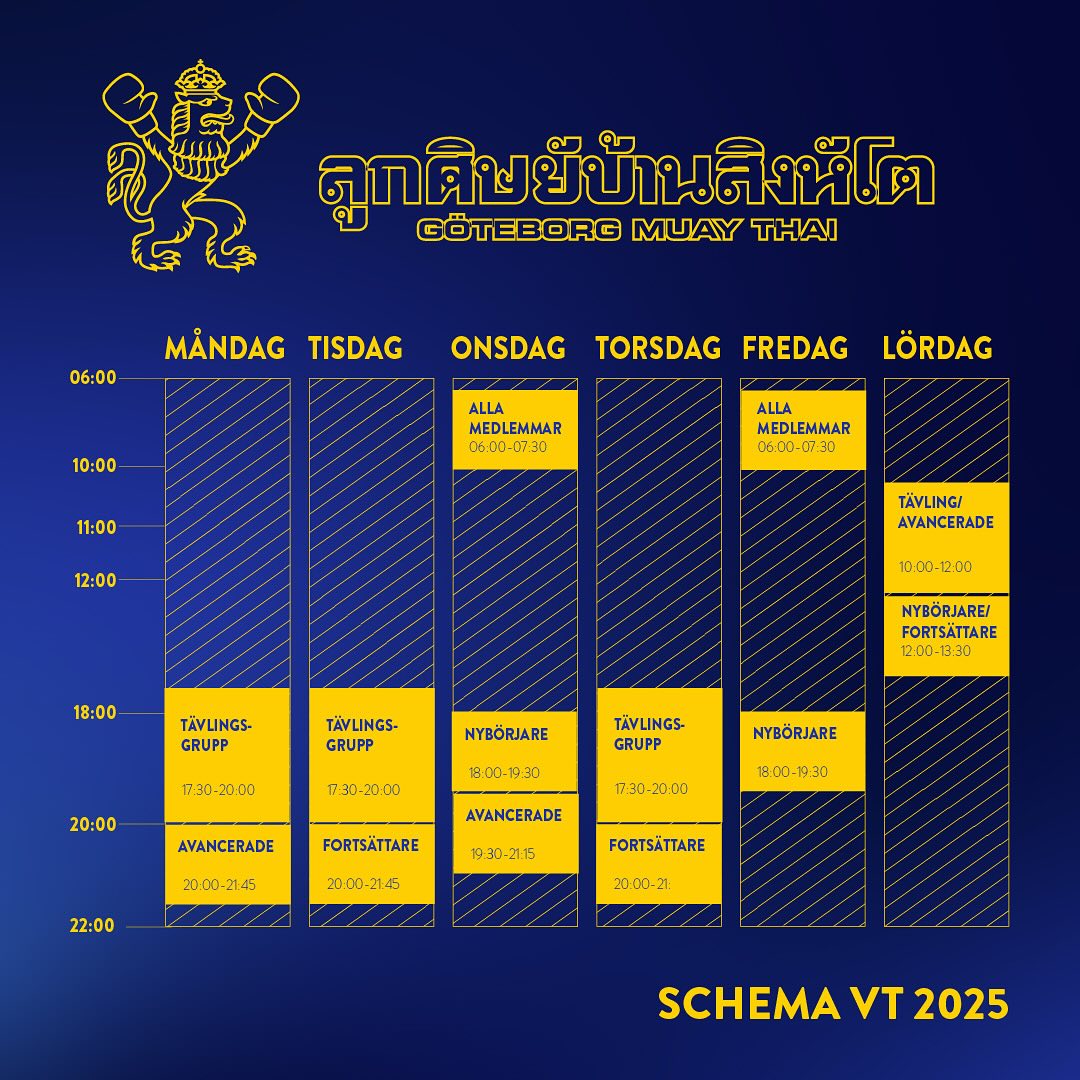 ลูกศิษย์บ้านสิงห์โต
GÖTEBORG MUAY THAI
MÅNDAG TISDAG ONSDAG TORSDAG FREDAG LÖRDAG
06:00
10:00
11:00
12:00
18:00
20:00
22:00
TÄVLINGS-
GRUPP
17:30-20:00
AVANCERADE
20:00-21:45
TÄVLINGS-
GRUPP
17:30-20:00
FORTSÄTTARE
20:00-21:45
ALLA
MEDLEMMAR
06:00-07:30
NYBÖRJARE
18:00-19:30
AVANCERADE
19:30-21:15
TÄVLINGS-
GRUPP
17:30-20:00
FORTSÄTTARE
20:00-21:
ALLA
MEDLEMMAR
06:00-07:30
NYBÖRJARE
18:00-19:30
TÄVLING/
AVANCERADE
10:00-12:00
NYBÖRJARE/
FORTSÄTTARE
12:00-13:30
SCHEMA VT 2025